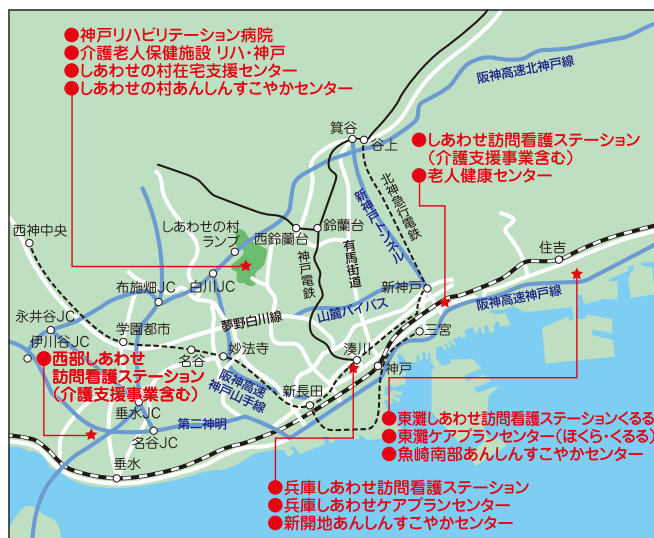 ●神戸リハビリテーション病院
●介護老人保健施設 リハ・神戸
●しあわせの村在宅支援センター
●しあわせの村あんしんすこやかセンター
阪神高速北神戸線
箕谷
谷上
●しあわせ訪問看護ステーション
（介護支援事業含む）
●老人健康センター
北神急行電鉄
新神戸トンネル
しあわせの村
ランプ
西鈴蘭台
鈴蘭台
有馬街道
神戸電鉄
西神中央
住吉
布施畑JC
白川JC
新神戸
阪神高速神戸線
山麓バイパス
永井谷JC
伊川谷JC
学園都市
夢野白川線
三宮
名谷
妙法寺
湊川
神戸
●西部しあわせ
訪問看護ステーション
（介護支援事業含む）
阪神高速
神戸山手線
新長田
垂水JC
第二神明
名谷JC
垂水
●東灘しあわせ訪問看護ステーションくるる
●東灘ケアプランセンター（ほくら・くるる）
●魚崎南部あんしんすこやかセンター
●兵庫しあわせ訪問看護ステーション
●兵庫しあわせケアプランセンター
●新開地あんしんすこやかセンター